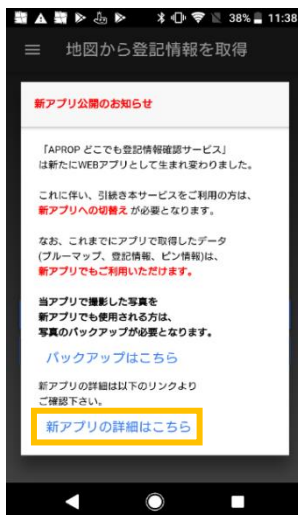 38% 11:38
地図から登記情報を取得
新アプリ公開のお知らせ
「APROP どこでも登記情報確認サービス」
は新たにWEBアプリとして生まれ変わりました。
これに伴い、引続き本サービスをご利用の方は、
新アプリへの切替え が必要となります。
なお、これまでにアプリで取得したデータ
(ブルーマップ、登記情報、ピン情報)は、
新アプリでもご利用いただけます。
当アプリで撮影した写真を
新アプリでも使用される方は、
写真のバックアップが必要となります。
バックアップはこちら
新アプリの詳細は以下のリンクより
ご確認下さい。
新アプリの詳細はこちら